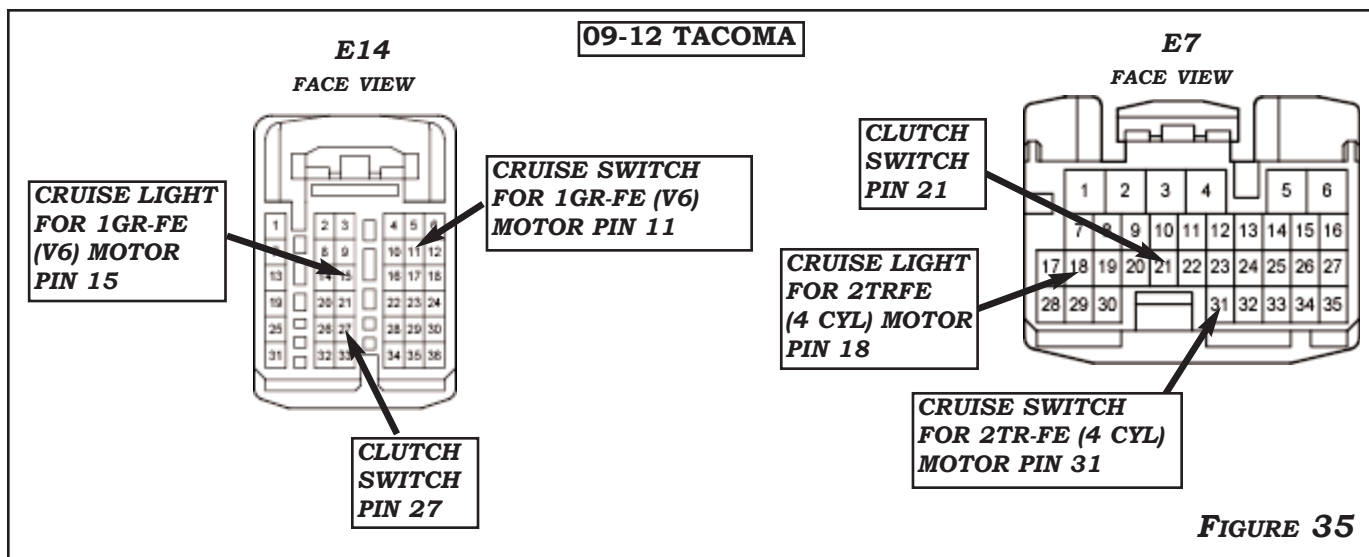 09-12 TACOMA
E14
FACE VIEW
CRUISE LIGHT
FOR 1GR-FE
(V6) MOTOR
PIN 15
CRUISE SWITCH
FOR 1GR-FE (V6)
MOTOR PIN 11
1 2 3 4 5 6
8 9 10 11 12
13 14 15 16 17 18
19 20 21 22 23 24
25 26 27 28 29 30
31 32 33 34 35 36
CLUTCH
SWITCH
PIN 27
E7
FACE VIEW
CLUTCH
SWITCH
PIN 21
CRUISE LIGHT
FOR 2TRFE
(4 CYL) MOTOR
PIN 18
1 2 3 4 5 6
7 8 9 10 11 12 13 14 15 16
17 18 19 20 21 22 23 24 25 26 27
28 29 30 31 32 33 34 35
CRUISE SWITCH
FOR 2TR-FE (4 CYL)
MOTOR PIN 31
FIGURE 35